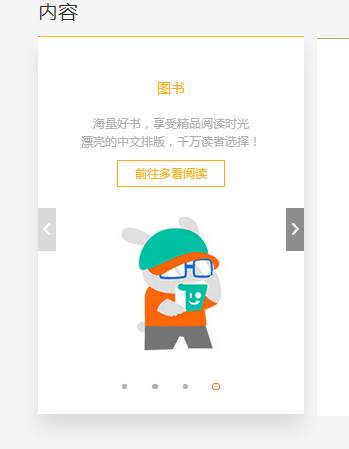 内容
图书
海量好书，享受精品阅读时光
漂亮的中文排版，千万读者选择！
前往多看阅读